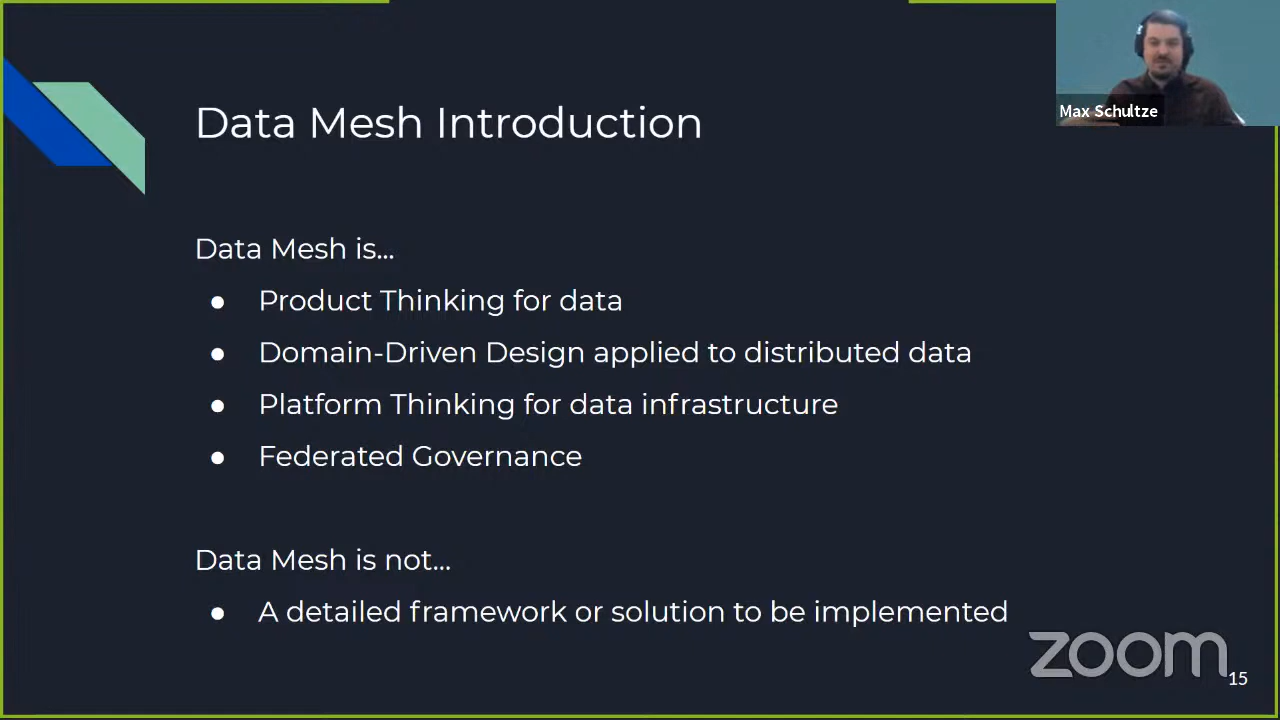 Data Mesh Introduction
Max Schultze
Data Mesh is...
● Product Thinking for data
● Domain-Driven Design applied to distributed data
● Platform Thinking for data infrastructure
● Federated Governance
Data Mesh is not...
● A detailed framework or solution to be implemented
zoom
15